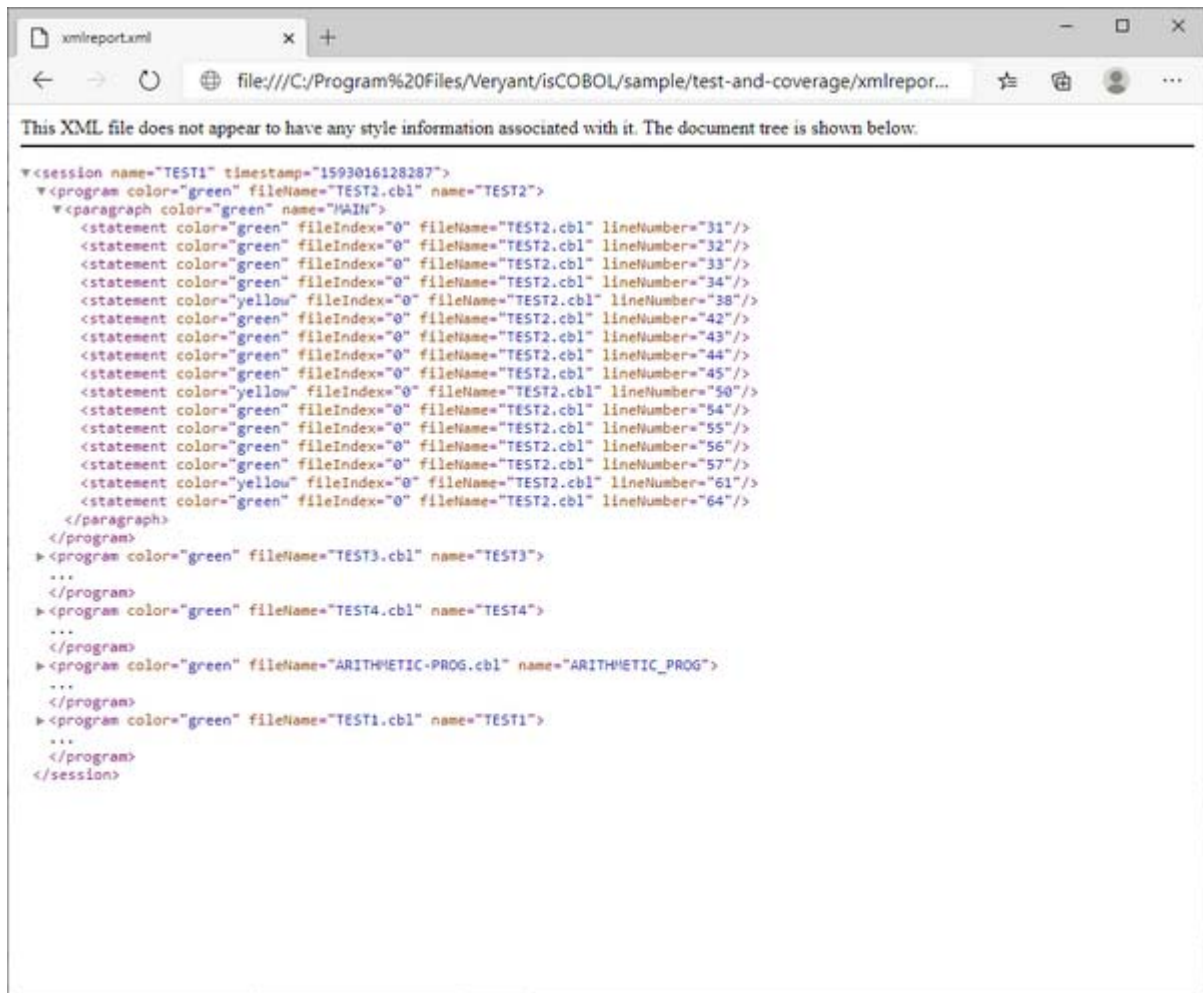 xmlreport.xml
file:///C:/Program%20Files/Veryant/isCOBOL/sample/test-and-coverage/xmlrepor...
This XML file does not appear to have any style information associated with it. The document tree is shown below.
▼<session name="TEST1" timestamp="1593016128287">
▼<program color="green" fileName="TEST2.cbl" name="TEST2">
▼<paragraph color="green" name="MAIN">
<statement color="green" fileIndex="0" fileName="TEST2.cbl" lineNumber="31"/>
<statement color="green" fileIndex="0" fileName="TEST2.cbl" lineNumber="32"/>
<statement color="green" fileIndex="0" fileName="TEST2.cbl" lineNumber="33"/>
<statement color="green" fileIndex="0" fileName="TEST2.cbl" lineNumber="34"/>
<statement color="yellow" fileIndex="0" fileName="TEST2.cbl" lineNumber="38"/>
<statement color="green" fileIndex="0" fileName="TEST2.cbl" lineNumber="42"/>
<statement color="green" fileIndex="0" fileName="TEST2.cbl" lineNumber="43"/>
<statement color="green" fileIndex="0" fileName="TEST2.cbl" lineNumber="44"/>
<statement color="green" fileIndex="0" fileName="TEST2.cbl" lineNumber="45"/>
<statement color="yellow" fileIndex="0" fileName="TEST2.cbl" lineNumber="50"/>
<statement color="green" fileIndex="0" fileName="TEST2.cbl" lineNumber="54"/>
<statement color="green" fileIndex="0" fileName="TEST2.cbl" lineNumber="55"/>
<statement color="green" fileIndex="0" fileName="TEST2.cbl" lineNumber="56"/>
<statement color="green" fileIndex="0" fileName="TEST2.cbl" lineNumber="57"/>
<statement color="yellow" fileIndex="0" fileName="TEST2.cbl" lineNumber="61"/>
<statement color="green" fileIndex="0" fileName="TEST2.cbl" lineNumber="64"/>
</paragraph>
</program>
▶<program color="green" fileName="TEST3.cbl" name="TEST3">
...
</program>
▶<program color="green" fileName="TEST4.cbl" name="TEST4">
...
</program>
▶<program color="green" fileName="ARITHMETIC-PROG.cbl" name="ARITHMETIC_PROG">
...
</program>
▶<program color="green" fileName="TEST1.cbl" name="TEST1">
...
</program>
</session>